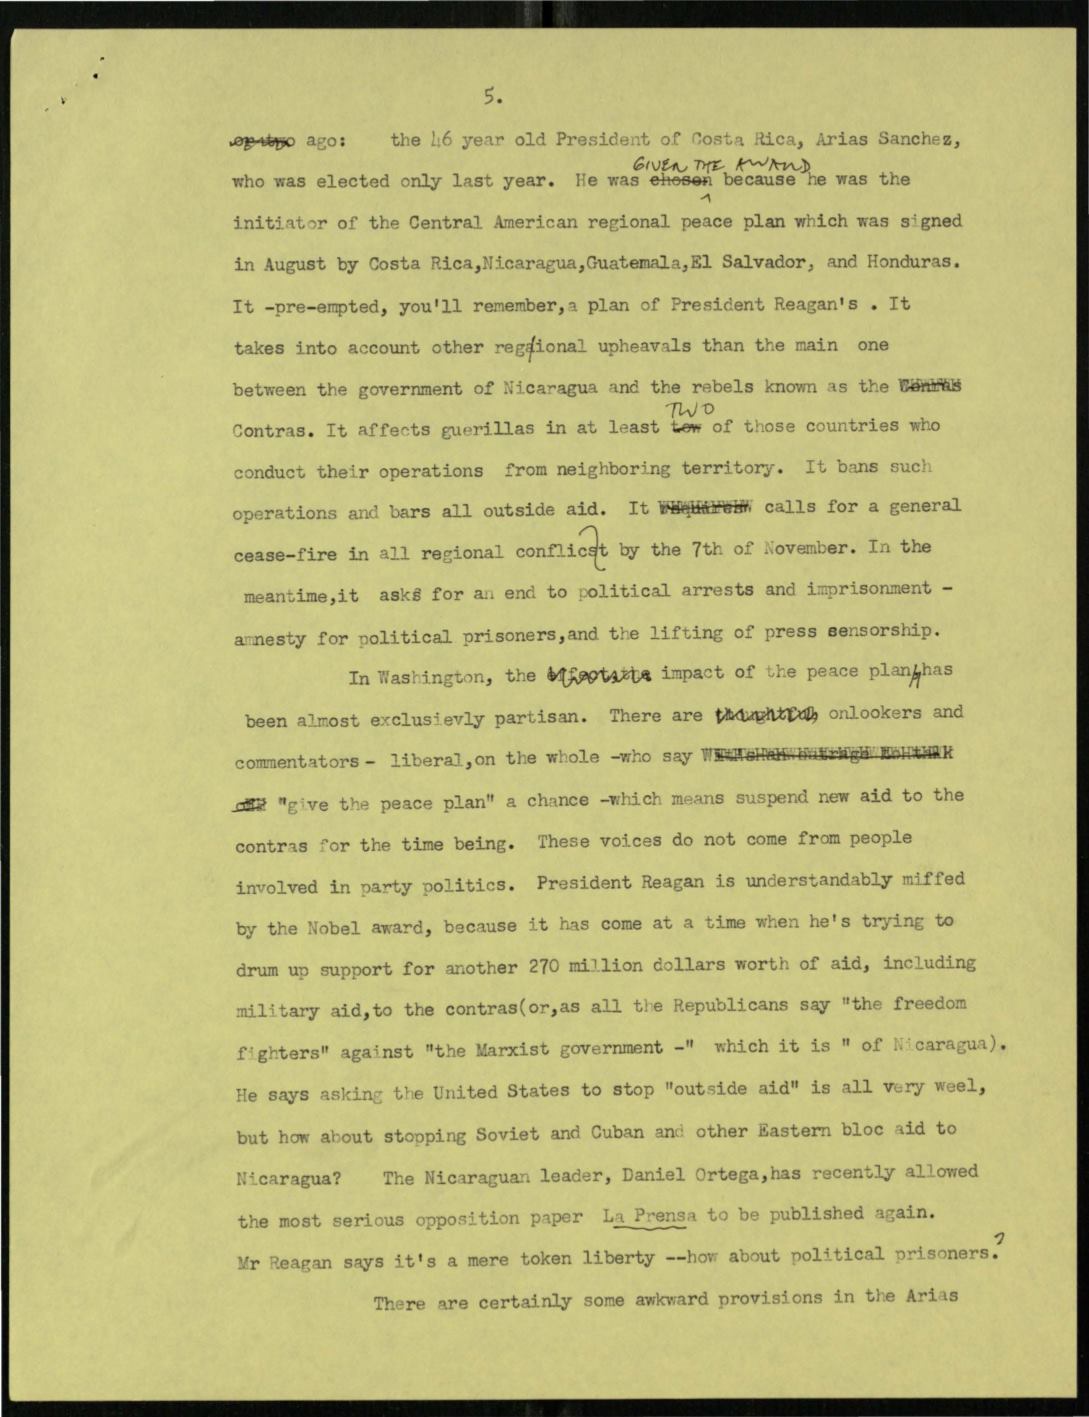 5.
or two ago: the 46 year old President of Costa Rica, Arias Sanchez,
GIVEN THE AWARD
who was elected only last year. He was chosen because he was the
initiator of the Central American regional peace plan which was signed
in August by Costa Rica,Nicaragua,Guatemala,El Salvador, and Honduras.
It -pre-empted, you'll remember,a plan of President Reagan's . It
takes into account other regional upheavals than the main one
between the government of Nicaragua and the rebels known as the Contras
TWO
Contras. It affects guerillas in at least tow of those countries who
conduct their operations from neighboring territory. It bans such
operations and bars all outside aid. It calls for a general
cease-fire in all regional conflicst by the 7th of November. In the
meantime,it asks for an end to political arrests and imprisonment -
amnesty for political prisoners,and the lifting of press sensorship.
In Washington, the impact of the peace plan has
been almost exclusievly partisan. There are thoughtful onlookers and
commentators - liberal,on the whole -who say
"give the peace plan" a chance -which means suspend new aid to the
contras for the time being. These voices do not come from people
involved in party politics. President Reagan is understandably miffed
by the Nobel award, because it has come at a time when he's trying to
drum up support for another 270 million dollars worth of aid, including
military aid,to the contras(or,as all the Republicans say "the freedom
fighters" against "the Marxist government -" which it is " of Nicaragua).
He says asking the United States to stop "outside aid" is all very weel,
but how about stopping Soviet and Cuban and other Eastern bloc aid to
Nicaragua? The Nicaraguan leader, Daniel Ortega,has recently allowed
the most serious opposition paper La Prensa to be published again.
Mr Reagan says it's a mere token liberty --how about political prisoners.?
There are certainly some awkward provisions in the Arias